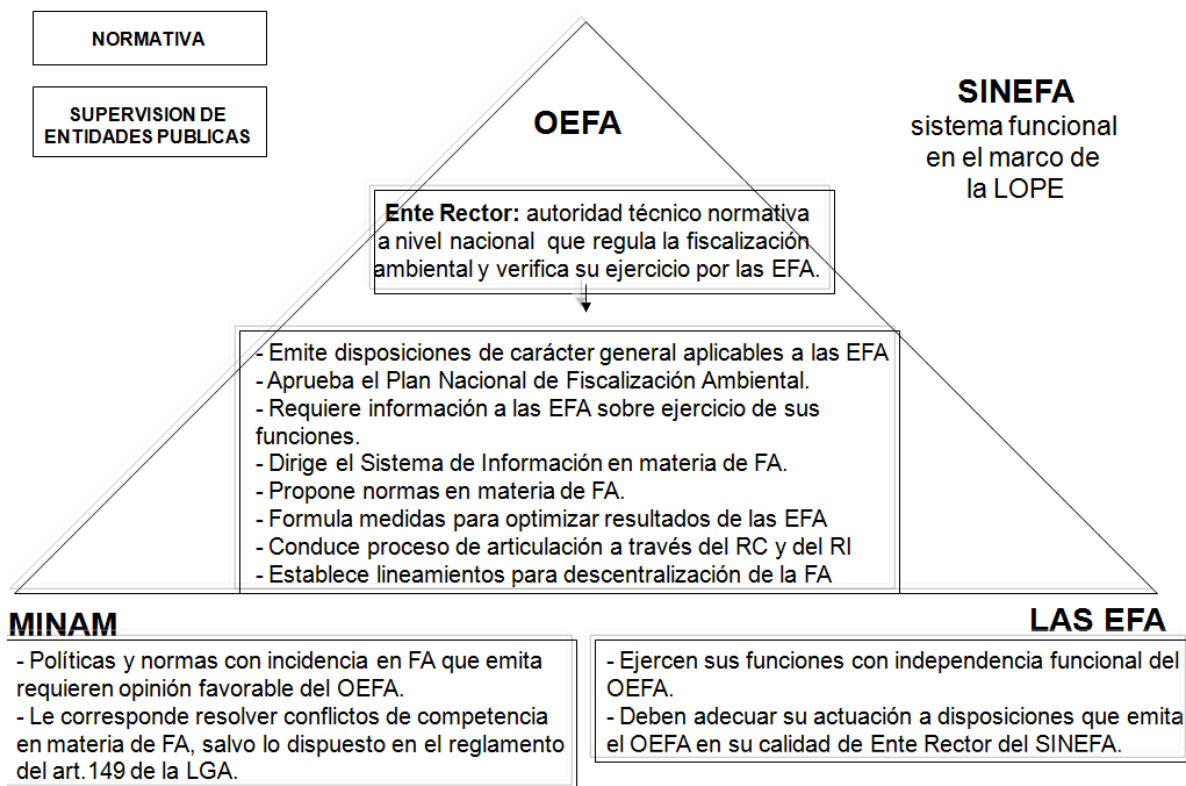 NORMATIVA
SUPERVISION DE
ENTIDADES PUBLICAS
OEFA
SINEFA
sistema funcional
en el marco de
la LOPE
Ente Rector: autoridad técnico normativa
a nivel nacional que regula la fiscalización
ambiental y verifica su ejercicio por las EFA.
- Emite disposiciones de carácter general aplicables a las EFA
- Aprueba el Plan Nacional de Fiscalización Ambiental.
- Requiere información a las EFA sobre ejercicio de sus
funciones.
- Dirige el Sistema de Información en materia de FA.
- Propone normas en materia de FA.
- Formula medidas para optimizar resultados de las EFA
- Conduce proceso de articulación a través del RC y del RI
- Establece lineamientos para descentralización de la FA
MINAM
- Políticas y normas con incidencia en FA que emita
requieren opinión favorable del OEFA.
- Le corresponde resolver conflictos de competencia
en materia de FA, salvo lo dispuesto en el reglamento
del art.149 de la LGA.
LAS EFA
- Ejercen sus funciones con independencia funcional del
OEFA.
- Deben adecuar su actuación a disposiciones que emita
el OEFA en su calidad de Ente Rector del SINEFA.